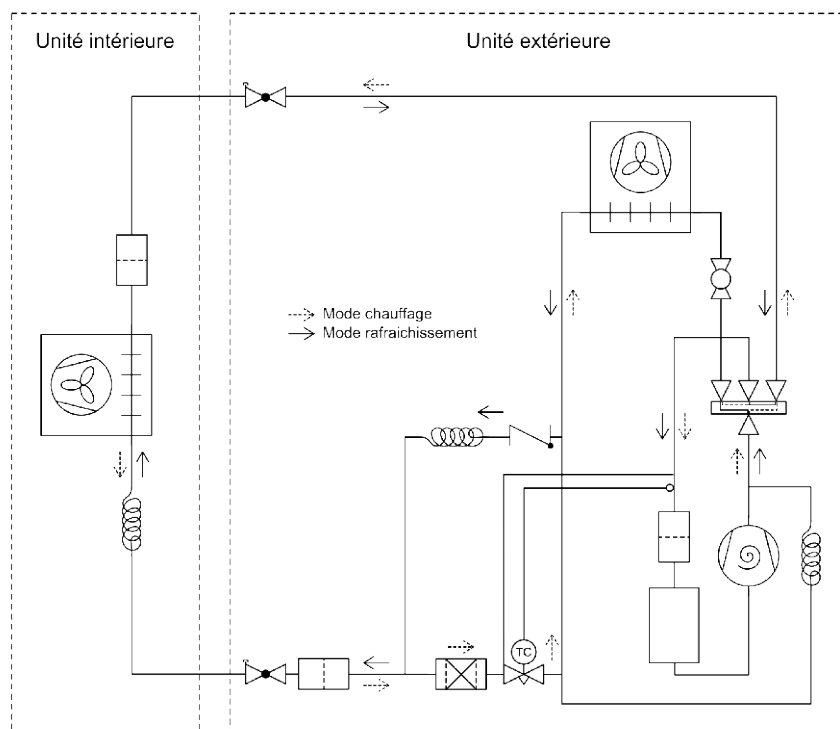 Unité intérieure
Unité extérieure
Mode chauffage
Mode rafraichissement
TC